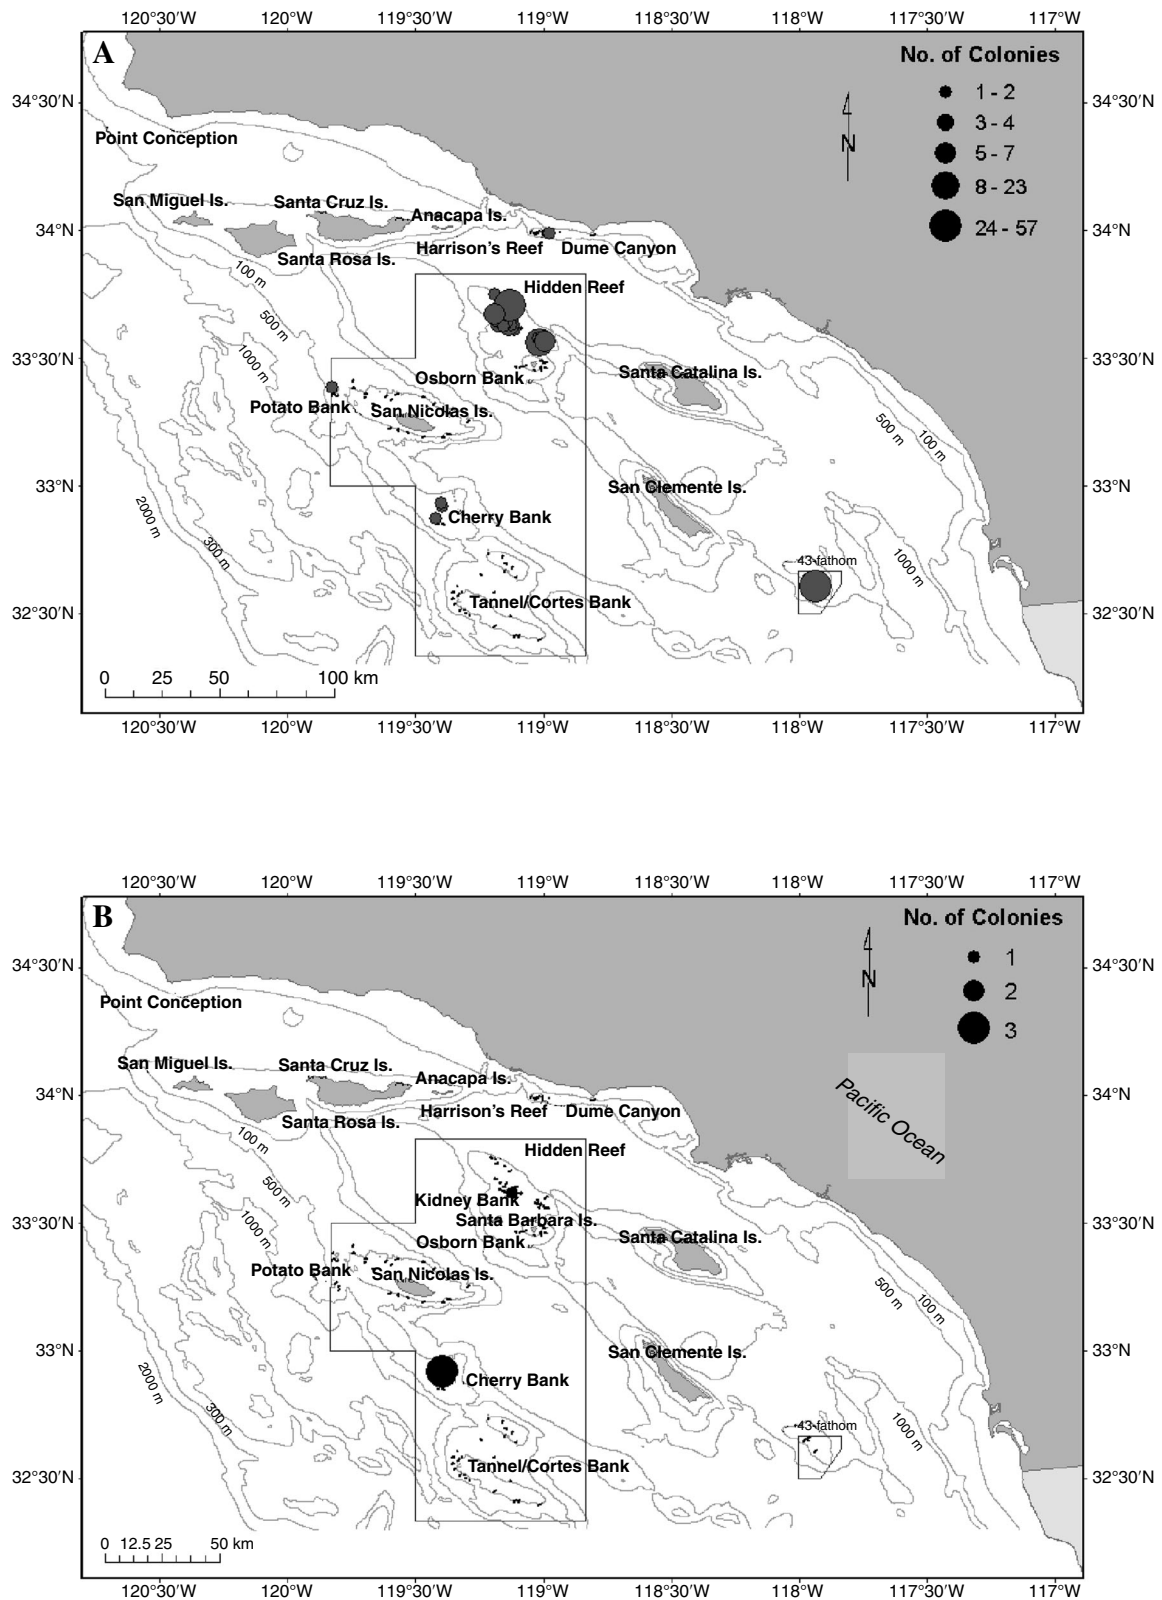 120°30′W 120°W 119°30′W 119°W 118°30′W 118°W 117°30′W 117°W
A
No. of Colonies
1 - 2
3 - 4
5 - 7
8 - 23
24 - 57
N
34°30′N 34°30′N
Point Conception
San Miguel Is.
Santa Cruz Is.
Anacapa Is.
34°N 34°N
Harrison's Reef Dume Canyon
Santa Rosa Is.
100 m
Hidden Reef
500 m
1000 m
33°30′N 33°30′N
Osborn Bank
Santa Catalina Is.
Potato Bank
San Nicolas Is.
500 m
100 m
33°N 33°N
San Clemente Is.
Cherry Bank
2000 m
300 m
43-fathom
1000 m
32°30′N 32°30′N
Tannel/Cortes Bank
0 25 50 100 km
120°30′W 120°W 119°30′W 119°W 118°30′W 118°W 117°30′W 117°W
120°30′W 120°W 119°30′W 119°W 118°30′W 118°W 117°30′W 117°W
B
No. of Colonies
1
2
3
N
34°30′N 34°30′N
Point Conception
San Miguel Is.
Santa Cruz Is.
Anacapa Is.
34°N 34°N
Harrison's Reef Dume Canyon
Pacific Ocean
Santa Rosa Is.
100 m
Hidden Reef
500 m
Kidney Bank
1000 m
Santa Barbara Is.
33°30′N 33°30′N
Osborn Bank
Santa Catalina Is.
Potato Bank
San Nicolas Is.
500 m
100 m
33°N 33°N
San Clemente Is.
Cherry Bank
2000 m
300 m
43-fathom
1000 m
Tannel/Cortes Bank
32°30′N 32°30′N
0 12.5 25 50 km
120°30′W 120°W 119°30′W 119°W 118°30′W 118°W 117°30′W 117°W